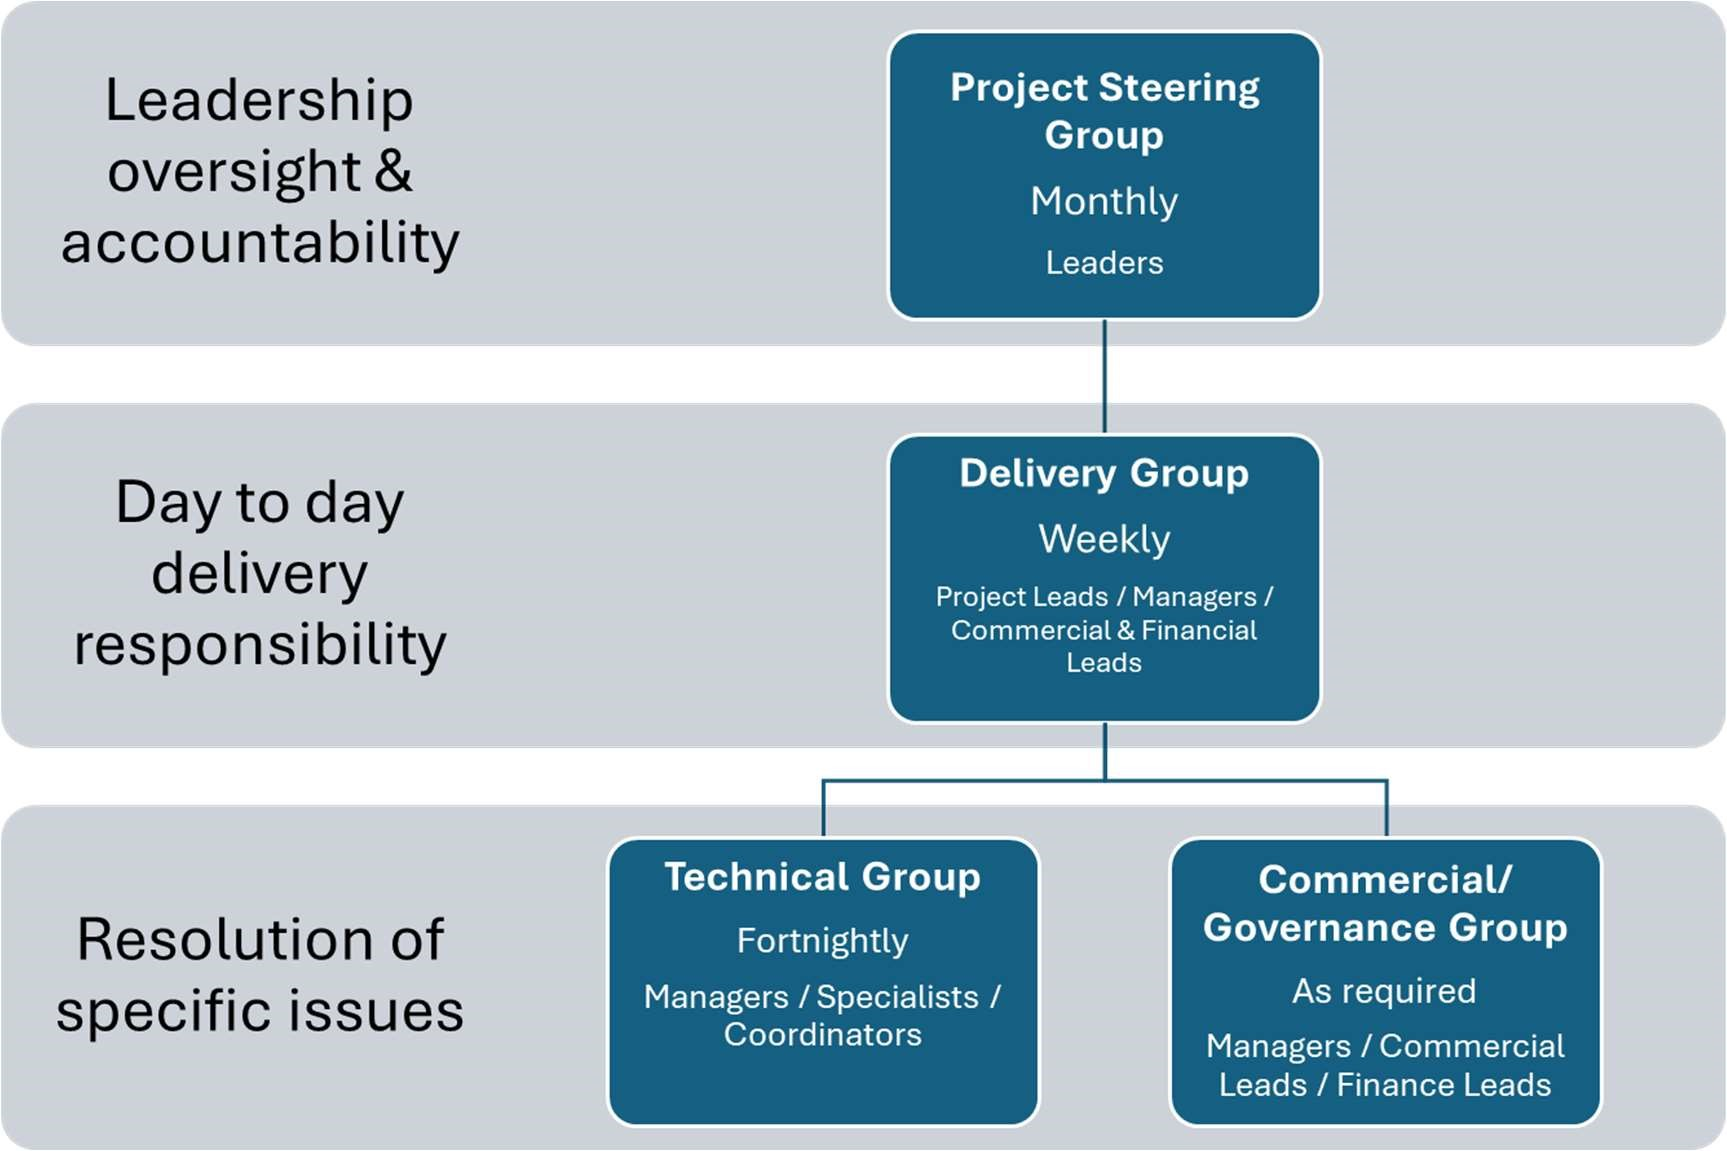 Leadership
oversight &
accountability
Project Steering
Group
Monthly
Leaders
Day to day
delivery
responsibility
Delivery Group
Weekly
Project Leads / Managers /
Commercial & Financial
Leads
Resolution of
specific issues
Technical Group
Fortnightly
Managers / Specialists /
Coordinators
Commercial/
Governance Group
As required
Managers / Commercial
Leads / Finance Leads